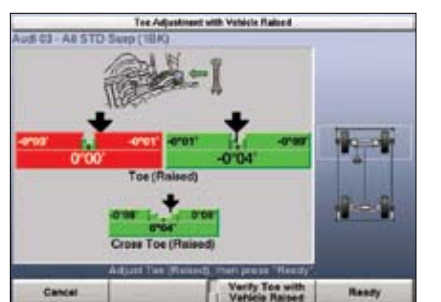 Toe Adjustment with Vehicle Raised
Audi 03 - A8 STD Susp (1BK)
-0°03' -0°01' -0°01' -0°09'
0°00' -0°04'
Toe (Raised)
-0°08' 0°08'
0°04'
Cross Toe (Raised)
Adjust Toe (Raised), then press "Ready"
Cancel
Verify Toe with
Vehicle Raised
Ready